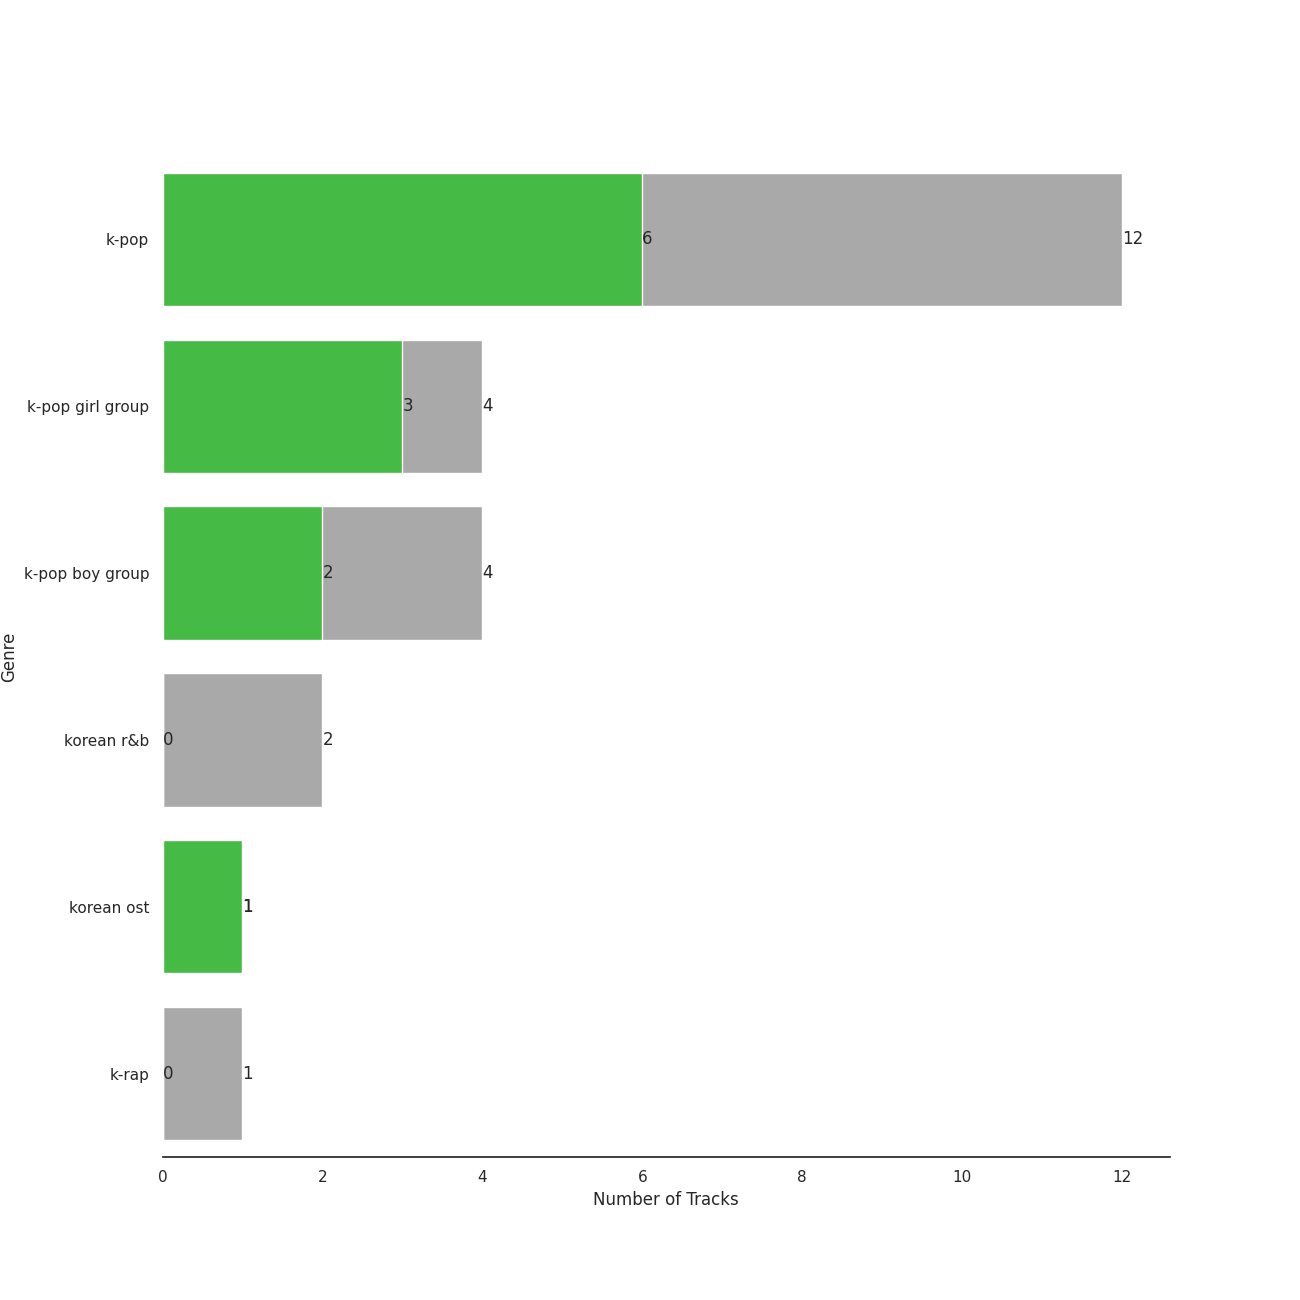 k-pop
6
12
k-pop girl group
3
4
k-pop boy group
2
4
Genre
korean r&b
0
2
korean ost
1
k-rap
0
1
0 2 4 6 8 10 12
Number of Tracks